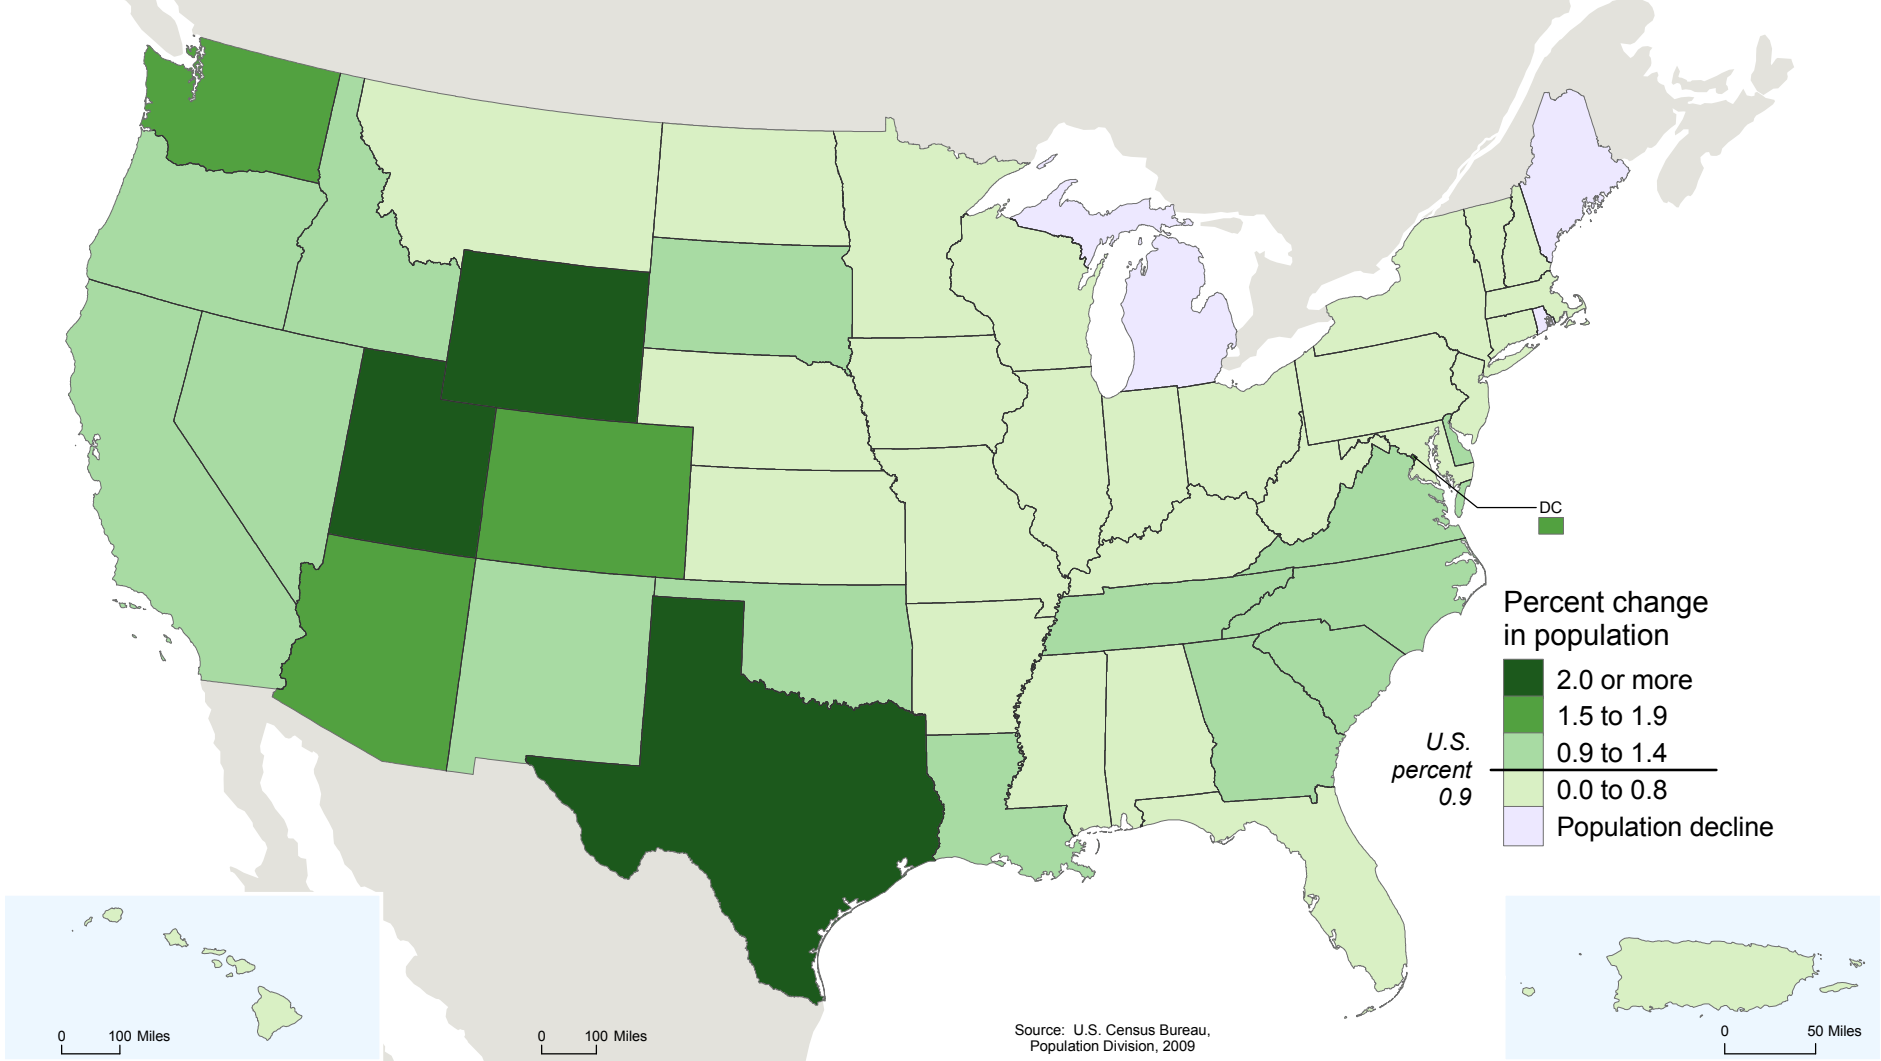 DC
Percent change
in population
2.0 or more
1.5 to 1.9
0.9 to 1.4
0.0 to 0.8
Population decline
U.S.
percent
0.9
0 100 Miles
0 100 Miles
Source: U.S. Census Bureau,
Population Division, 2009
0 50 Miles